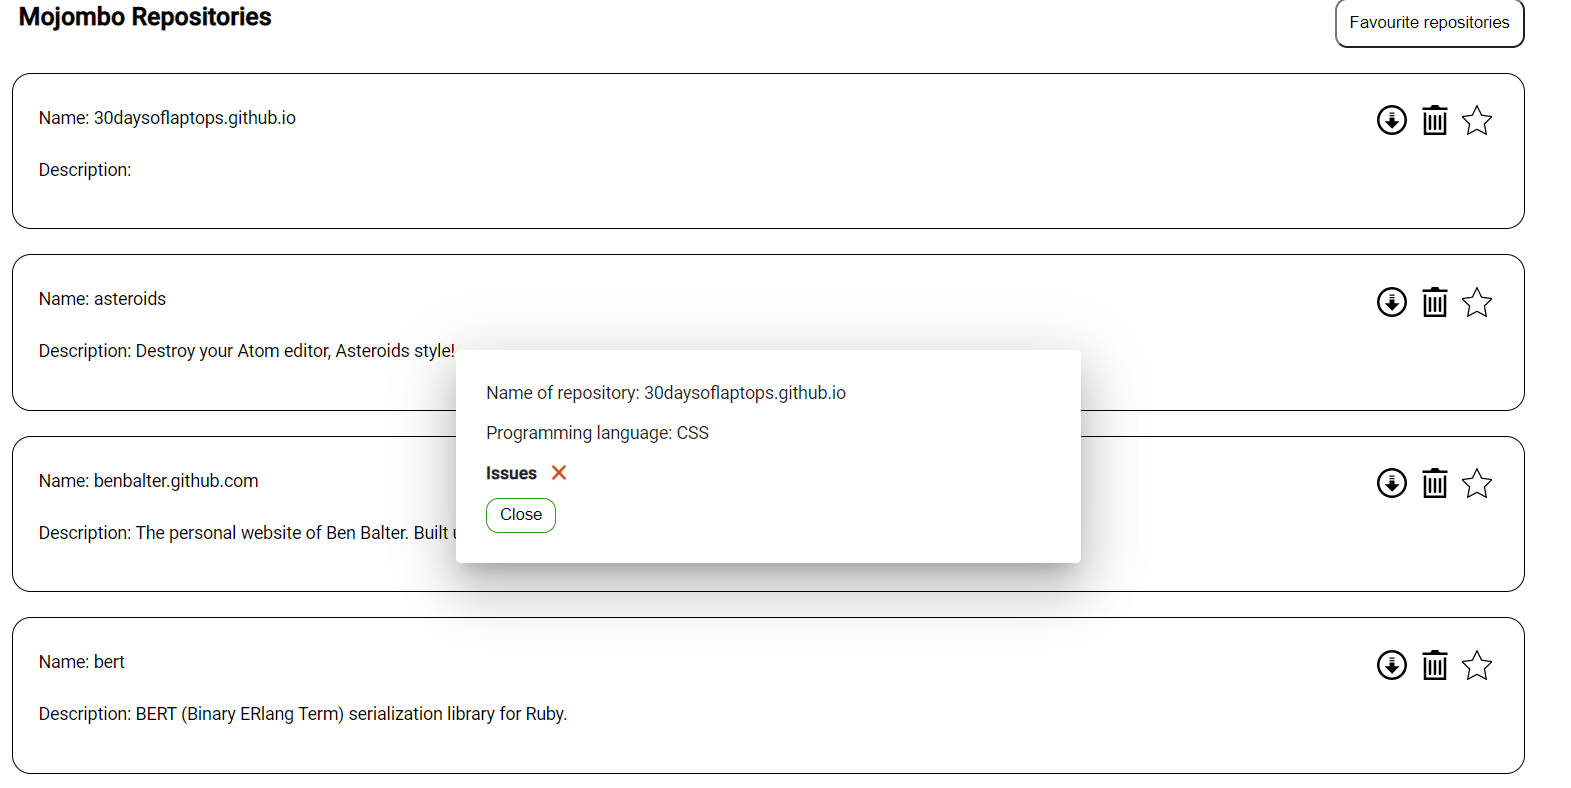 Mojombo Repositories
Favourite repositories
Name: 30daysoflaptops.github.io
Description:
Name: asteroids
Description: Destroy your Atom editor, Asteroids style!
Name of repository: 30daysoflaptops.github.io
Programming language: CSS
Issues
Close
Name: benbalter.github.com
Description: The personal website of Ben Balter. Built
Name: bert
Description: BERT (Binary ERlang Term) serialization library for Ruby.